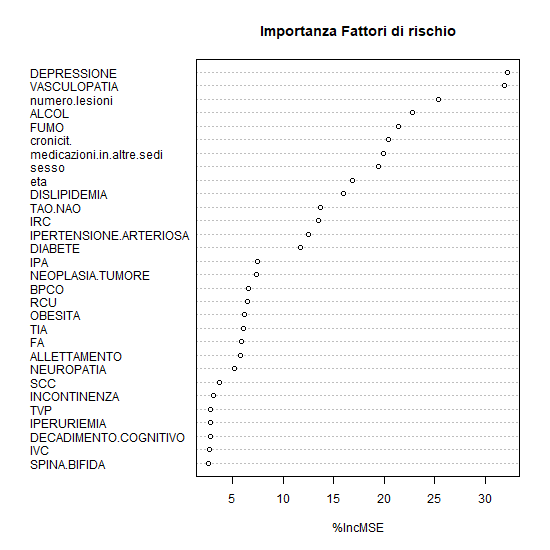 Importanza Fattori di rischio
DEPRESSIONE
VASCULOPATIA
numero.lesioni
ALCOL
FUMO
cronicit.
medicazioni.in.altre.sedi
sesso
eta
DISLIPIDEMIA
TAO.NAO
IRC
IPERTENSIONE.ARTERIOSA
DIABETE
IPA
NEOPLASIA.TUMORE
BPCO
RCU
OBESITA
TIA
FA
ALLETTAMENTO
NEUROPATIA
SCC
INCONTINENZA
TVP
IPERURIEMIA
DECADIMENTO.COGNITIVO
IVC
SPINA.BIFIDA
5 10 15 20 25 30
%IncMSE